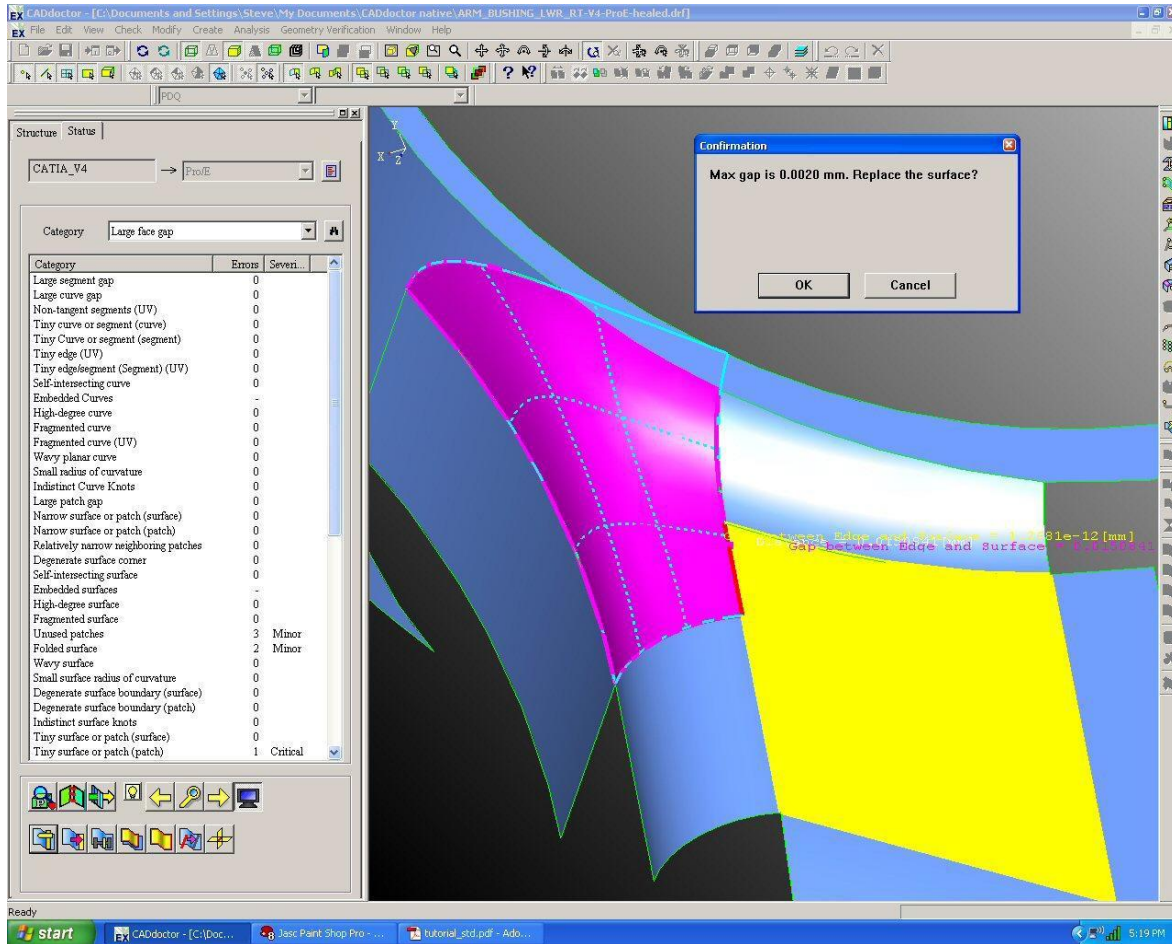 CADdoctor - [C:\Documents and Settings\Steve\My Documents\CADdoctor native\ARM_BUSHING_LWR_RT-V4-ProE-healed.drf]
File Edit View Check Modify Create Analysis Geometry Verification Window Help
PDQ
Structure Status
CATIA_V4 → Pro/E
Category Large face gap
Category Errors Severi...
Large segment gap 0
Large curve gap 0
Non-tangent segments (UV) 0
Tiny curve or segment (curve) 0
Tiny Curve or segment (segment) 0
Tiny edge (UV) 0
Tiny edge/segment (Segment) (UV) 0
Self-intersecting curve 0
Embedded Curves -
High-degree curve 0
Fragmented curve 0
Fragmented curve (UV) 0
Wavy planar curve 0
Small radius of curvature 0
Indistinct Curve Knots 0
Large patch gap 0
Narrow surface or patch (surface) 0
Narrow surface or patch (patch) 0
Relatively narrow neighboring patches 0
Degenerate surface corner 0
Self-intersecting surface 0
Embedded surfaces -
High-degree surface 0
Fragmented surface 0
Unused patches 3 Minor
Folded surface 2 Minor
Wavy surface 0
Small surface radius of curvature 0
Degenerate surface boundary (surface) 0
Degenerate surface boundary (patch) 0
Indistinct surface knots 0
Tiny surface or patch (surface) 0
Tiny surface or patch (patch) 1 Critical
Y
X Z
Confirmation
Max gap is 0.0020 mm. Replace the surface?
OK Cancel
Between Edge and Surface
Gap between Edge and Surface =
Ready
start CADdoctor - [C:\Doc... Jasc Paint Shop Pro - ... tutorial_std.pdf - Ado... 5:19 PM